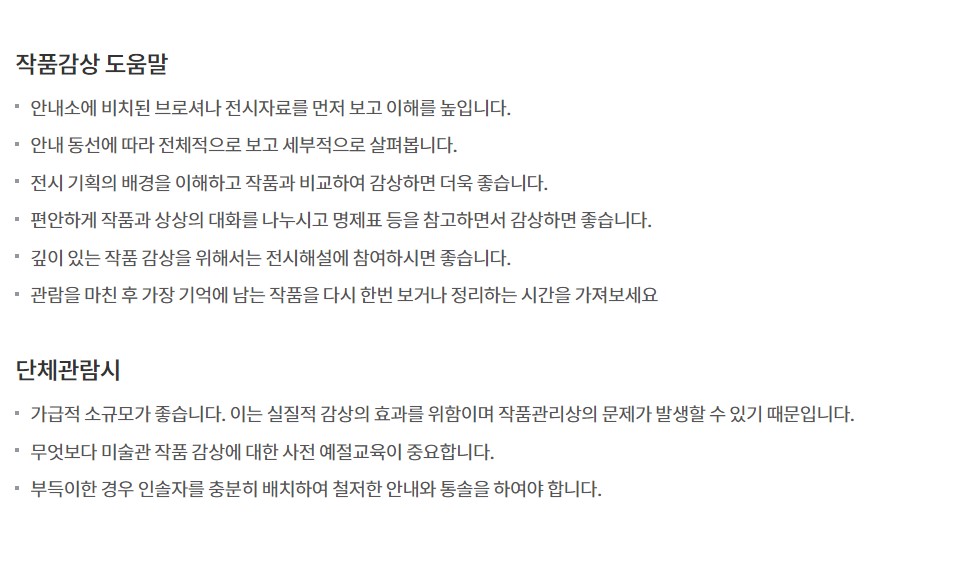 작품감상 도움말
안내소에 비치된 브로셔나 전시자료를 먼저 보고 이해를 높입니다.
안내 동선에 따라 전체적으로 보고 세부적으로 살펴봅니다.
전시 기획의 배경을 이해하고 작품과 비교하여 감상하면 더욱 좋습니다.
편안하게 작품과 상상의 대화를 나누시고 명제표 등을 참고하면서 감상하면 좋습니다.
깊이 있는 작품 감상을 위해서는 전시해설에 참여하시면 좋습니다.
관람을 마친 후 가장 기억에 남는 작품을 다시 한번 보거나 정리하는 시간을 가져보세요
단체관람시
가급적 소규모가 좋습니다. 이는 실질적 감상의 효과를 위함이며 작품관리상의 문제가 발생할 수 있기 때문입니다.
무엇보다 미술관 작품 감상에 대한 사전 예절교육이 중요합니다.
부득이한 경우 인솔자를 충분히 배치하여 철저한 안내와 통솔을 하여야 합니다.